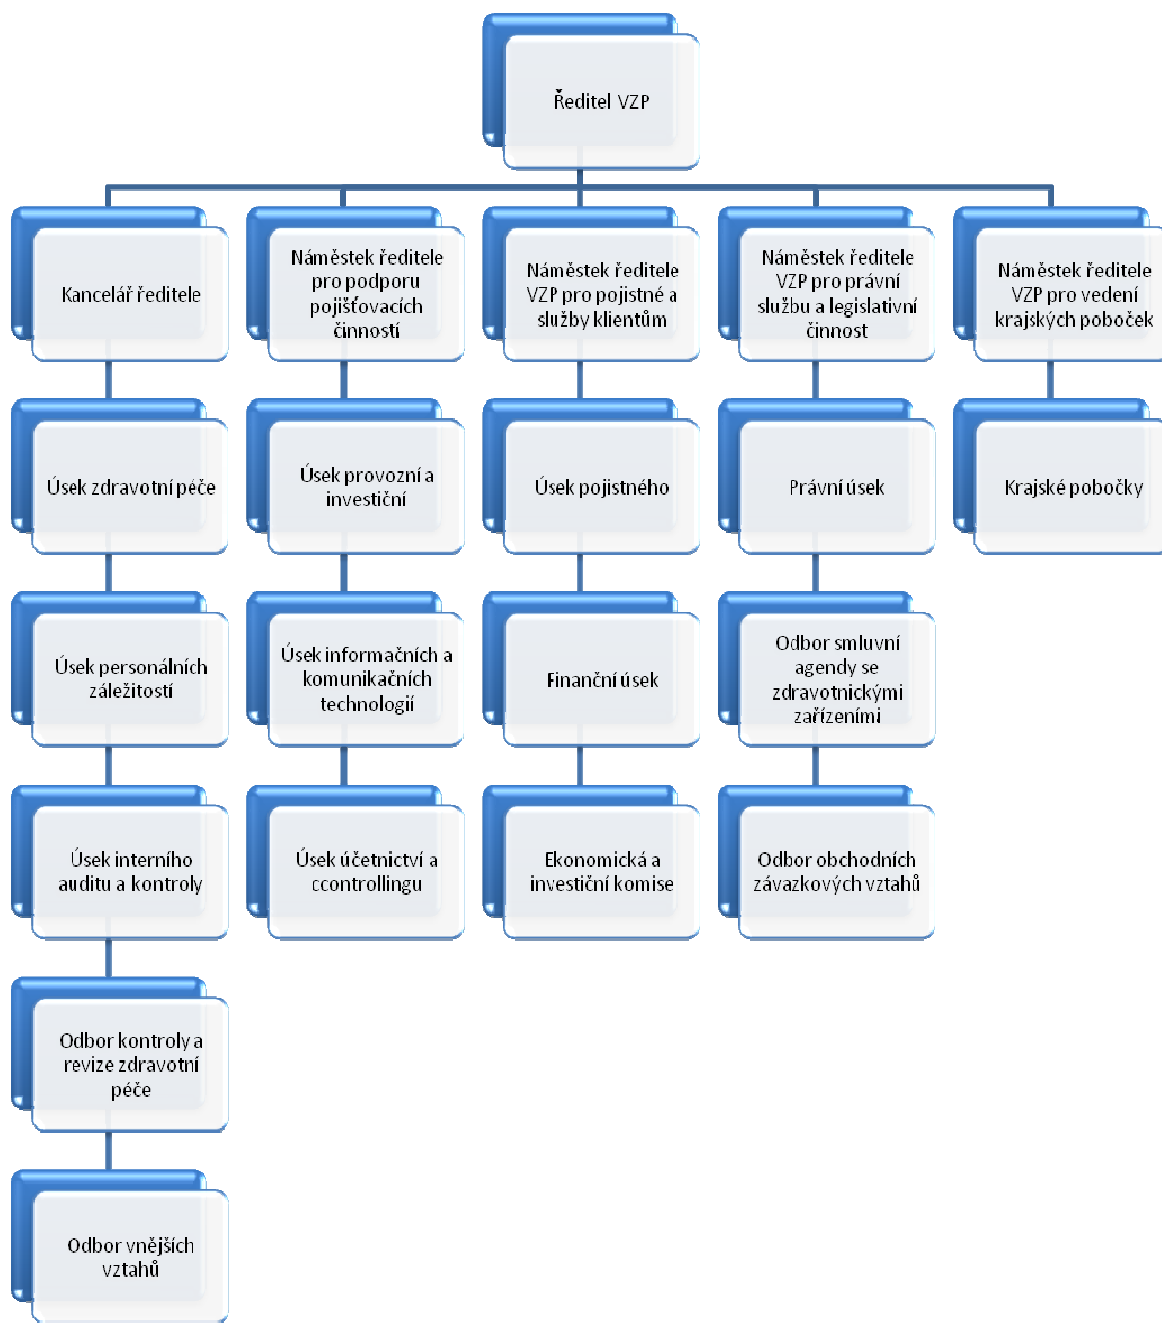 Ředitel VZP
Kancelář ředitele
Náměstek ředitele
pro podporu
pojišťovacích
činností
Náměstek ředitele
VZP pro pojistné a
služby klientům
Náměstek ředitele
VZP pro právní
službu a legislativní
činnost
Náměstek ředitele
VZP pro vedení
krajských poboček
Úsek zdravotní péče
Úsek provozní a
investiční
Úsek pojistného
Právní úsek
Krajské pobočky
Úsek personálních
záležitostí
Úsek informačních a
komunikačních
technologií
Finanční úsek
Odbor smluvní
agendy se
zdravotnickými
zařízeními
Úsek interního
auditu a kontroly
Úsek účetnictví a
ccontrollingu
Ekonomická a
investiční komise
Odbor obchodních
závazkových vztahů
Odbor kontroly a
revize zdravotní
péče
Odbor vnějších
vztahů